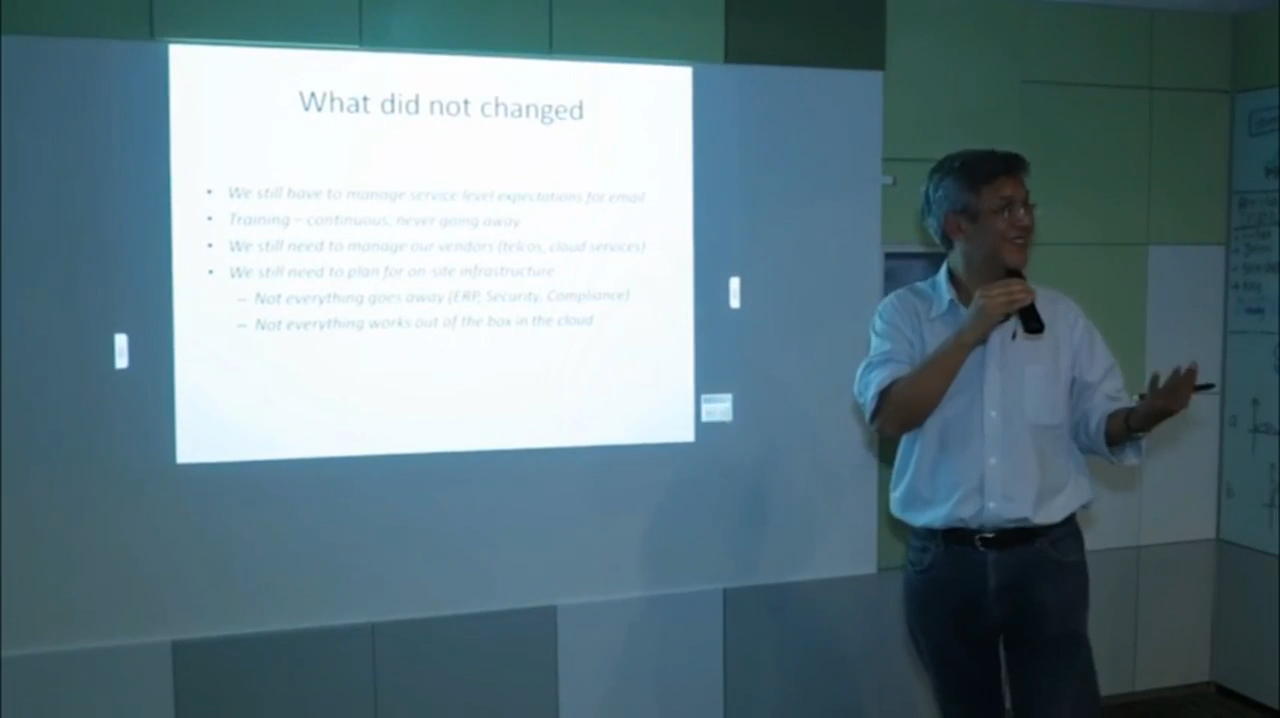 What did not changed
• We still have to manage service level expectations for email
• Training – continuous, never going away
• We still need to manage our vendors (telcos, cloud services)
• We still need to plan for on-site infrastructure
– Not everything goes away (ERP, Security, Compliance)
– Not everything works out of the box in the cloud